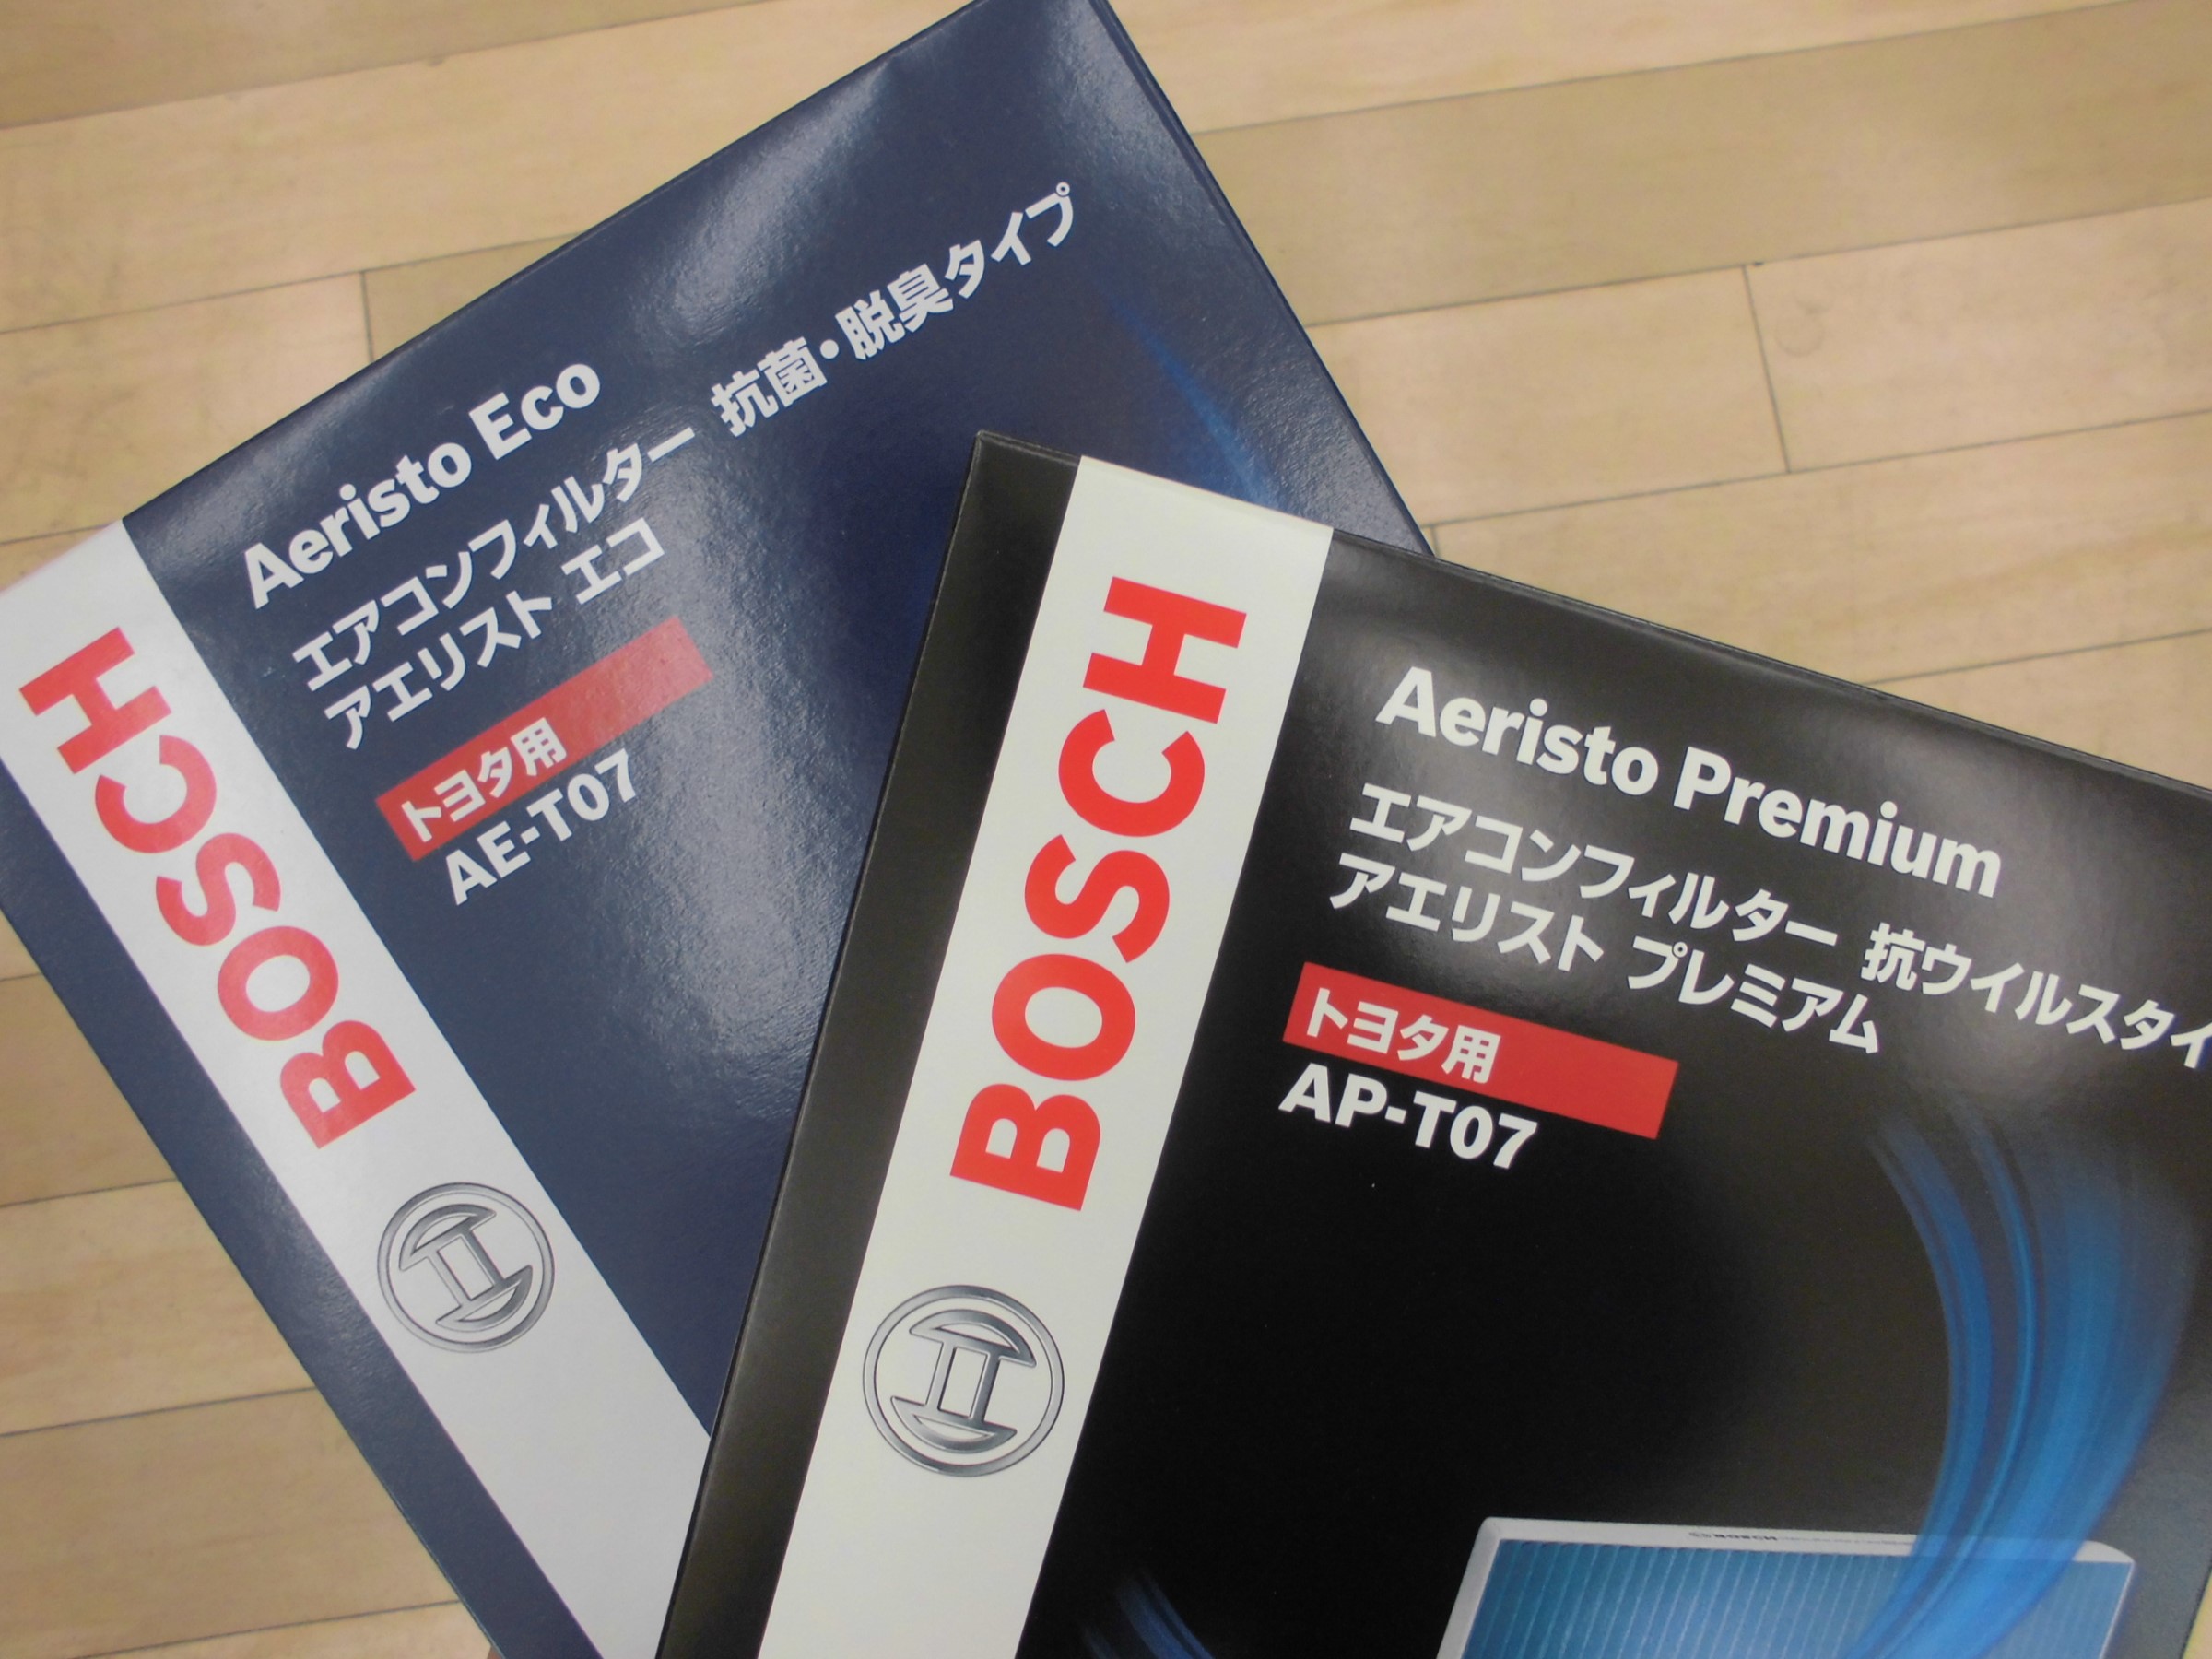 BOSCH
Aeristo Eco
エアコンフィルター 抗菌・脱臭タイプ
アエリスト エコ
トヨタ用
AE-T07
BOSCH
Aeristo Premium
エアコンフィルター 抗ウイルスタイ
アエリスト プレミアム
トヨタ用
AP-T07
BOSCH